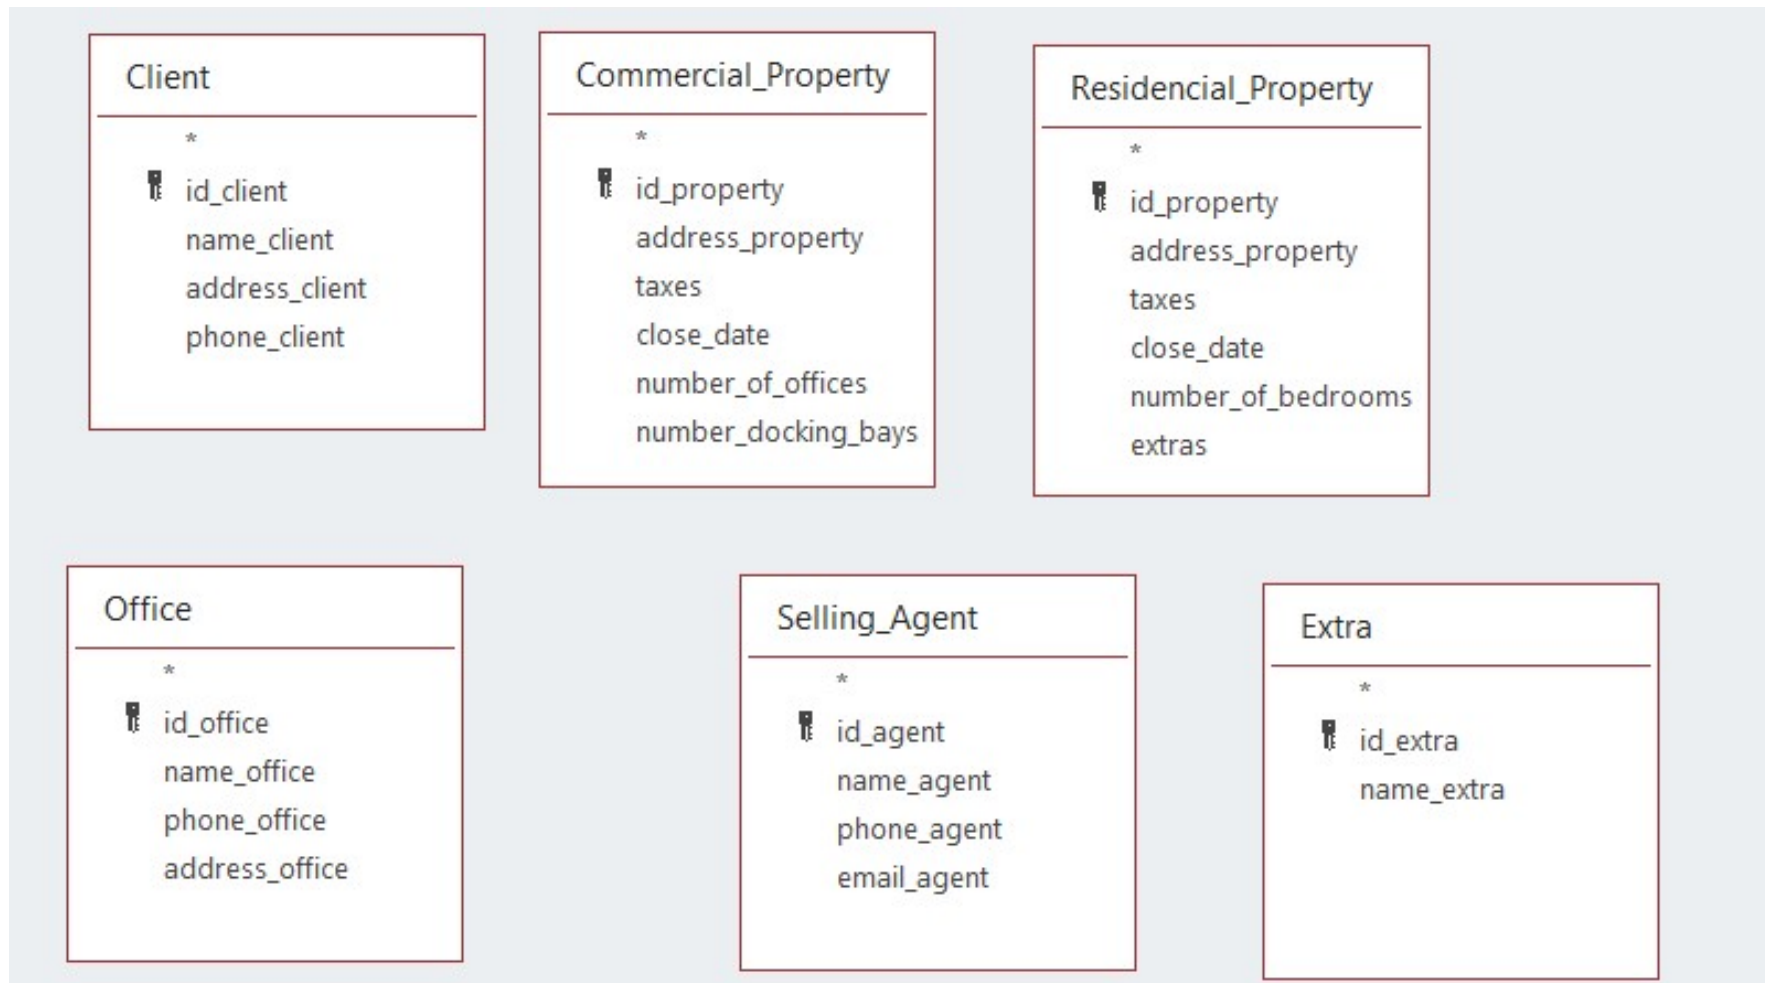 Client
*
id_client
name_client
address_client
phone_client
Commercial_Property
*
id_property
address_property
taxes
close_date
number_of_offices
number_docking_bays
Residencial_Property
*
id_property
address_property
taxes
close_date
number_of_bedrooms
extras
Office
*
id_office
name_office
phone_office
address_office
Selling_Agent
*
id_agent
name_agent
phone_agent
email_agent
Extra
*
id_extra
name_extra